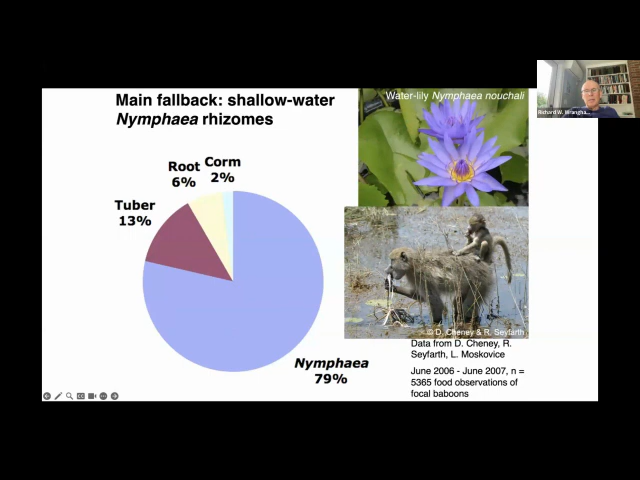 Main fallback: shallow-water
Nymphaea rhizomes
Water-lily Nymphaea nouchali
Richard W. Wrangha...
Root
6%
Corm
2%
Tuber
13%
Nymphaea
79%
© D. Cheney & R. Seyfarth
Data from D. Cheney, R.
Seyfarth, L. Moskovice
June 2006 - June 2007, n =
5365 food observations of
focal baboons